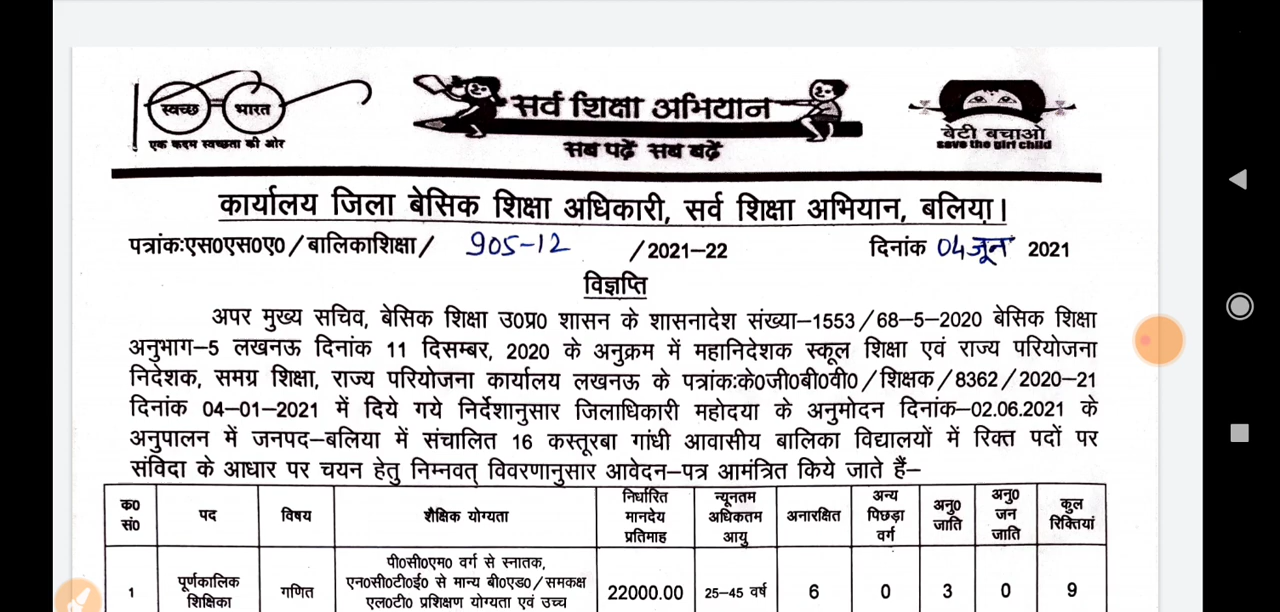 स्वच्छ भारत
एक कदम स्वच्छता की ओर
सर्व शिक्षा अभियान
सब पढ़ें सब बढ़ें
बेटी बचाओ
save the girl child
कार्यालय जिला बेसिक शिक्षा अधिकारी, सर्व शिक्षा अभियान, बलिया।
पत्रांकःएस0एस0ए0/बालिकाशिक्षा/ 905-12 /2021-22 दिनांक 04 जून 2021
विज्ञप्ति
अपर मुख्य सचिव, बेसिक शिक्षा उ0प्र0 शासन के शासनादेश संख्या-1553/68-5-2020 बेसिक शिक्षा
अनुभाग-5 लखनऊ दिनांक 11 दिसम्बर, 2020 के अनुक्रम में महानिदेशक स्कूल शिक्षा एवं राज्य परियोजना
निदेशक, समग्र शिक्षा, राज्य परियोजना कार्यालय लखनऊ के पत्रांकःके0जी0बी0वी0/शिक्षक/8362/2020-21
दिनांक 04-01-2021 में दिये गये निर्देशानुसार जिलाधिकारी महोदया के अनुमोदन दिनांक-02.06.2021 के
अनुपालन में जनपद-बलिया में संचालित 16 कस्तूरबा गांधी आवासीय बालिका विद्यालयों में रिक्त पदों पर
संविदा के आधार पर चयन हेतु निम्नवत् विवरणानुसार आवेदन-पत्र आमंत्रित किये जाते हैं-
क0 सं0 पद विषय शैक्षिक योग्यता निर्धारित मानदेय प्रतिमाह न्यूनतम अधिकतम आयु अनारक्षित अन्य पिछड़ा वर्ग अनु0 जाति अनु0 जन जाति कुल रिक्तियां
1 पूर्णकालिक शिक्षिका गणित पी0सी0एम0 वर्ग से स्नातक, एन0सी0टी0ई0 से मान्य बी0एड0/समकक्ष एल0टी0 प्रशिक्षण योग्यता एवं उच्च 22000.00 25-45 वर्ष 6 0 3 0 9